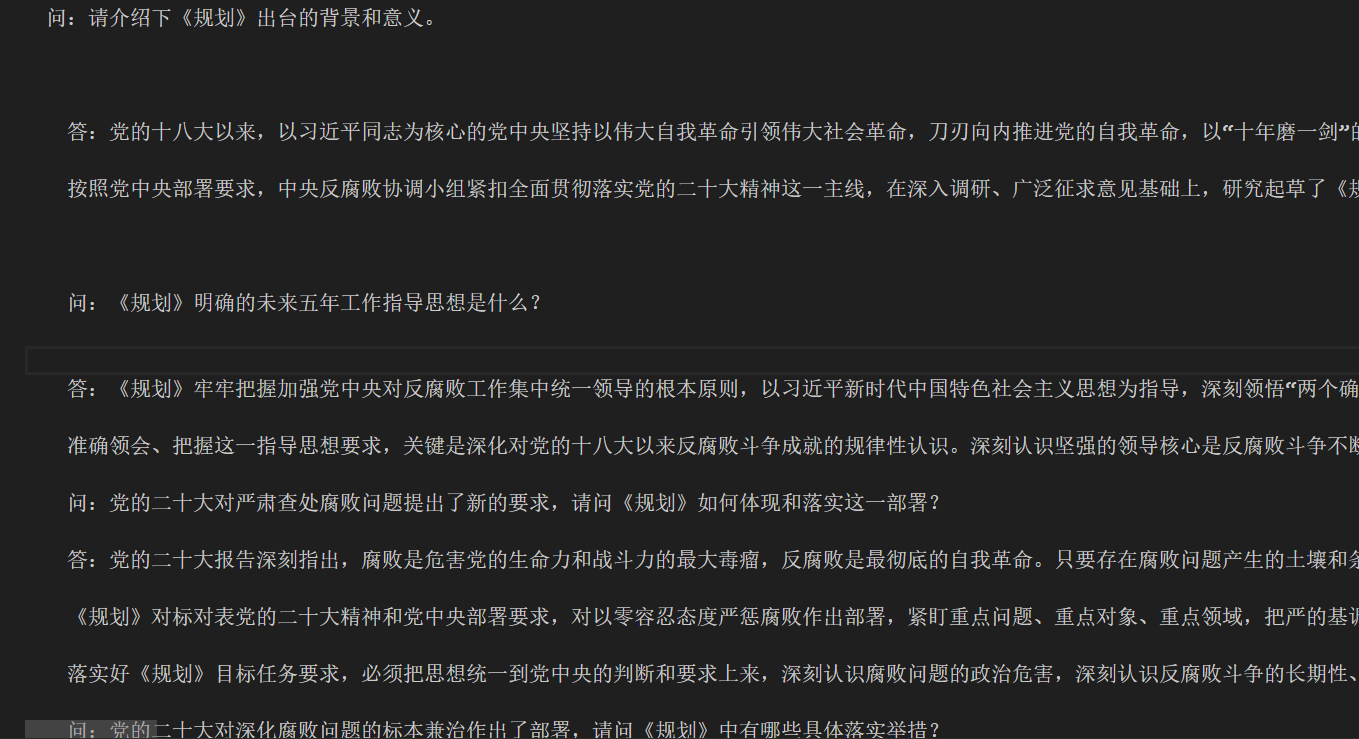 问：请介绍下《规划》出台的背景和意义。
答：党的十八大以来，以习近平同志为核心的党中央坚持以伟大自我革命引领伟大社会革命，刀刃向内推进党的自我革命，以“十年磨一剑”的
按照党中央部署要求，中央反腐败协调小组紧扣全面贯彻落实党的二十大精神这一主线，在深入调研、广泛征求意见基础上，研究起草了《规
问：《规划》明确的未来五年工作指导思想是什么？
答：《规划》牢牢把握加强党中央对反腐败工作集中统一领导的根本原则，以习近平新时代中国特色社会主义思想为指导，深刻领悟“两个确
准确领会、把握这一指导思想要求，关键是深化对党的十八大以来反腐败斗争成就的规律性认识。深刻认识坚强的领导核心是反腐败斗争不断
问：党的二十大对严肃查处腐败问题提出了新的要求，请问《规划》如何体现和落实这一部署？
答：党的二十大报告深刻指出，腐败是危害党的生命力和战斗力的最大毒瘤，反腐败是最彻底的自我革命。只要存在腐败问题产生的土壤和条
《规划》对标对表党的二十大精神和党中央部署要求，对以零容忍态度严惩腐败作出部署，紧盯重点问题、重点对象、重点领域，把严的基调
落实好《规划》目标任务要求，必须把思想统一到党中央的判断和要求上来，深刻认识腐败问题的政治危害，深刻认识反腐败斗争的长期性、
问：党的二十大对深化腐败问题的标本兼治作出了部署，请问《规划》中有哪些具体落实举措？